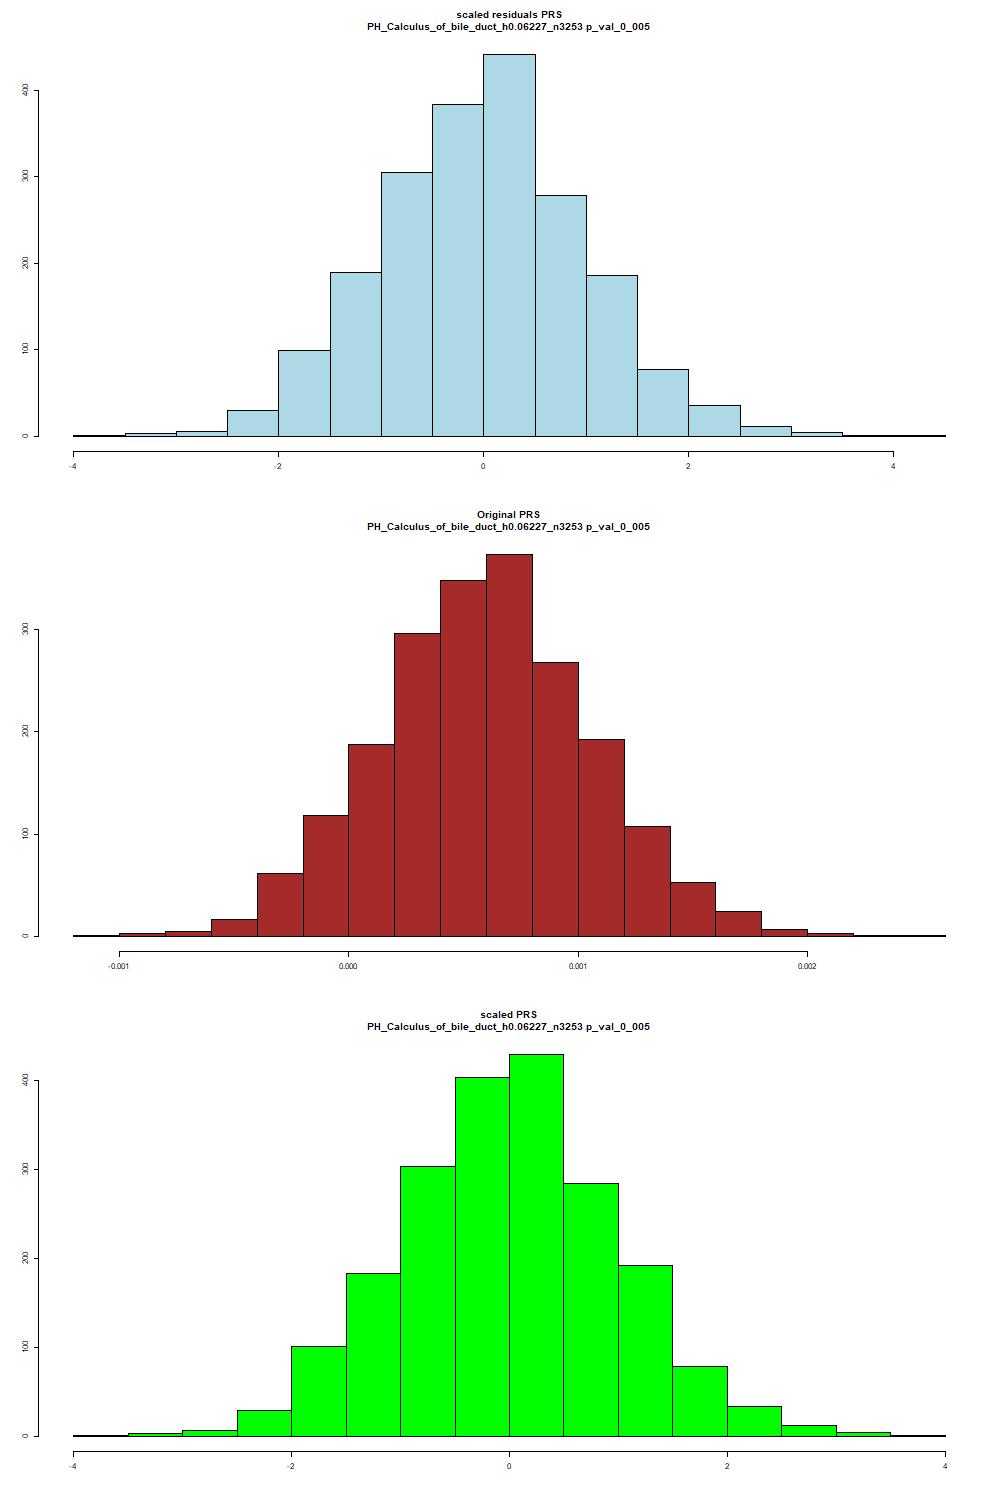 scaled residuals PRS
PH_Calculus_of_bile_duct_h0.06227_n3253 p_val_0_005
400
300
200
100
0
-4 -2 0 2 4
Original PRS
PH_Calculus_of_bile_duct_h0.06227_n3253 p_val_0_005
300
200
100
0
-0.001 0.000 0.001 0.002
scaled PRS
PH_Calculus_of_bile_duct_h0.06227_n3253 p_val_0_005
400
300
200
100
0
-4 -2 0 2 4